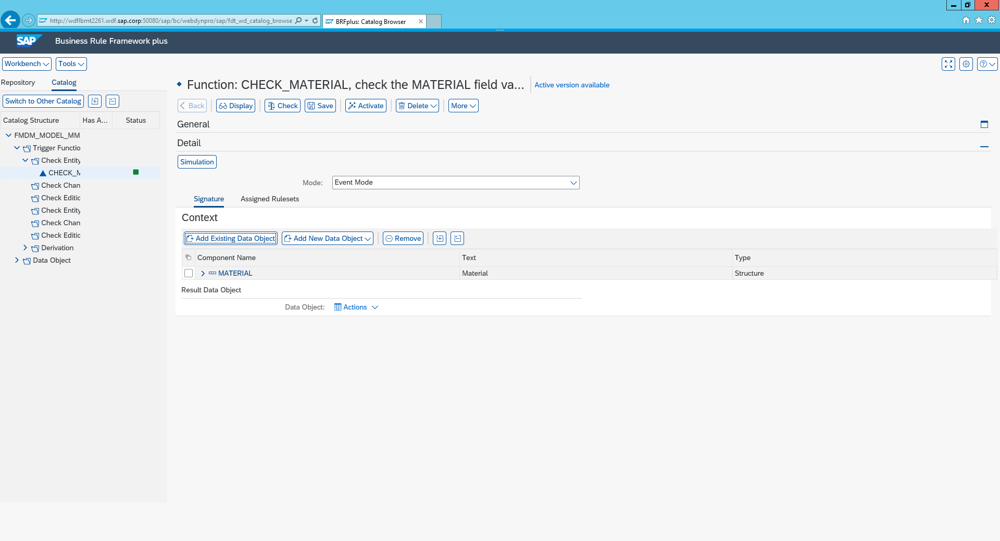 http://wdflbmt2261.wdf.sap.corp:50080/sap/bc/webdynpro/sap/fdt_wd_catalog_browse
BRFplus: Catalog Browser
SAP Business Rule Framework plus
Workbench
Tools
Repository
Catalog
Switch to Other Catalog
Catalog Structure
Has A...
Status
FMDM_MODEL_MM
Trigger Functio
Check Entity
CHECK_M
Check Chan
Check Editic
Check Entity
Check Chan
Check Editic
Derivation
Data Object
Function: CHECK_MATERIAL, check the MATERIAL field va...
Active version available
Back
Display
Check
Save
Activate
Delete
More
General
Detail
Simulation
Mode:
Event Mode
Signature
Assigned Rulesets
Context
Add Existing Data Object
Add New Data Object
Remove
Component Name
Text
Type
MATERIAL
Material
Structure
Result Data Object
Data Object:
Actions